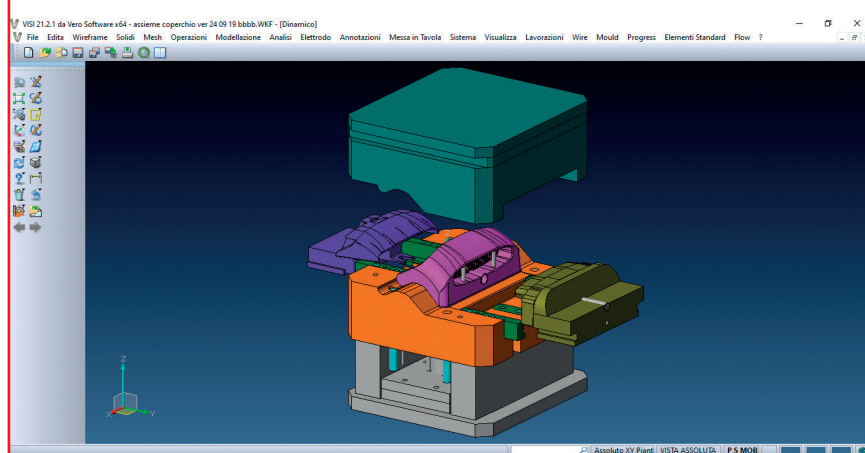 VISI 21.2.1 da Vero Software x64 - assieme coperchio ver 24 09 19 bbbb.WKF - [Dinamico]
File Edita Wireframe Solidi Mesh Operazioni Modellazione Analisi Elettrodo Annotazioni Messa in Tavola Sistema Visualizza Lavorazioni Wire Mould Progress Elementi Standard Flow ?
Z
X Y
Assoluto XY Piant VISTA ASSOLUTA P S MOB